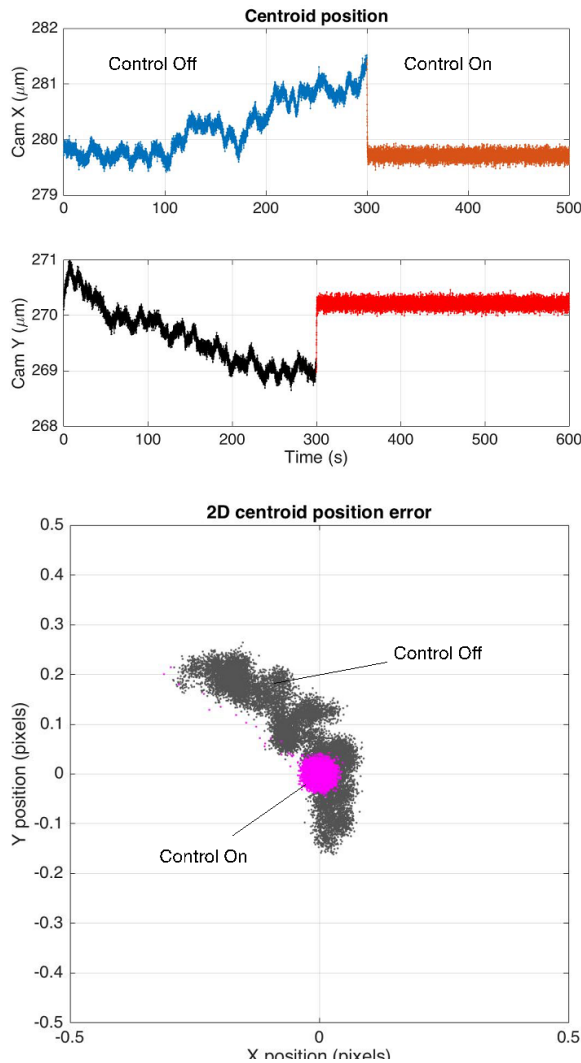 Centroid position
282
281
280
279
Cam X (μm)
Control Off
Control On
0 100 200 300 400 500
271
270
269
268
Cam Y (μm)
0 100 200 300 400 500 600
Time (s)
2D centroid position error
0.5
0.4
0.3
0.2
0.1
0
-0.1
-0.2
-0.3
-0.4
-0.5
Y position (pixels)
Control Off
Control On
-0.5 0 0.5
X position (pixels)